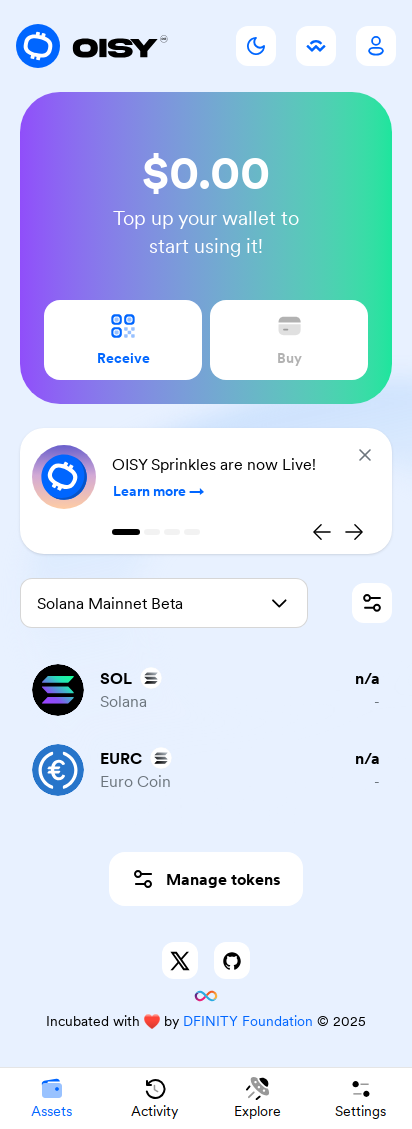 OISY
$0.00
Top up your wallet to
start using it!
Receive
Buy
OISY Sprinkles are now Live!
Learn more
Solana Mainnet Beta
SOL
n/a
Solana
-
EURC
n/a
Euro Coin
-
Manage tokens
Incubated with ❤️ by DFINITY Foundation © 2025
Assets
Activity
Explore
Settings